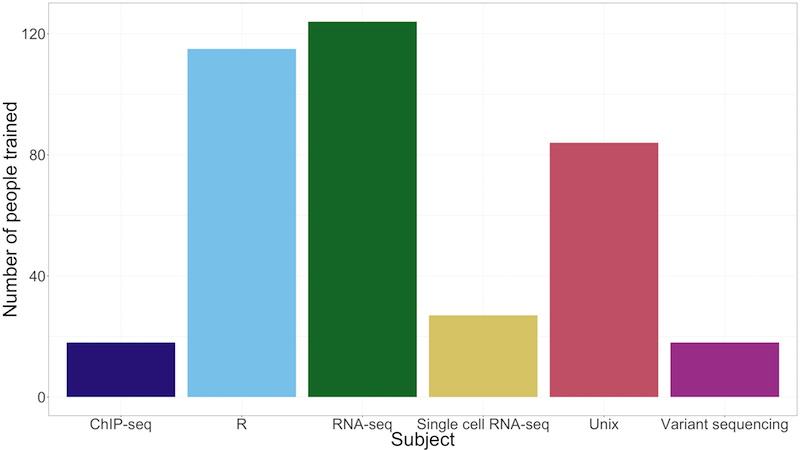 Number of people trained
120
80
40
0
ChIP-seq R RNA-seq Single cell RNA-seq Unix Variant sequencing
Subject